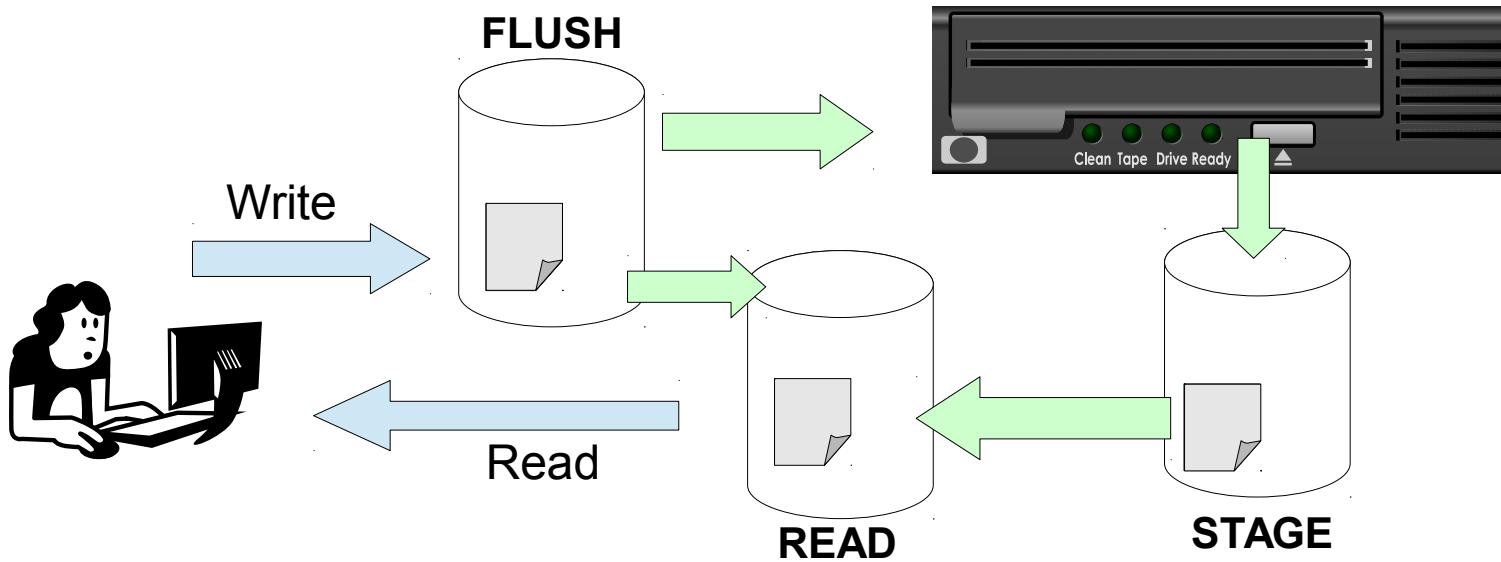 FLUSH
Clean Tape Drive Ready
Write
Read
READ
STAGE